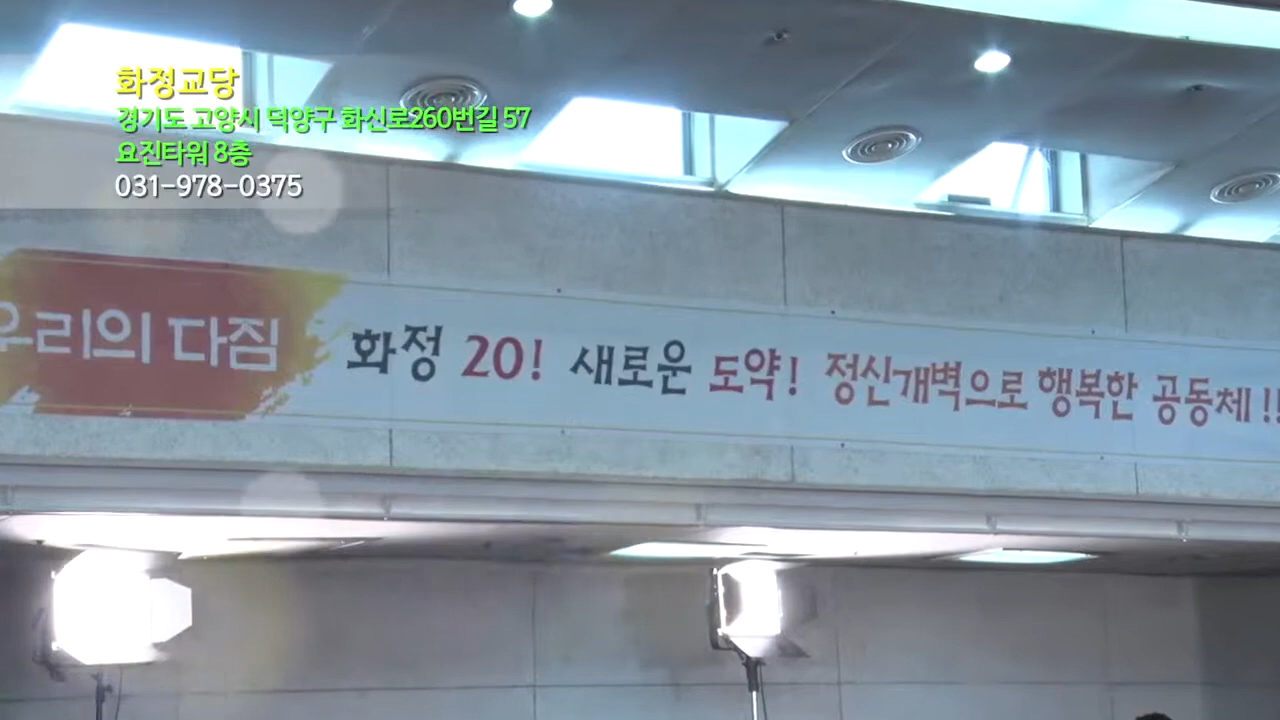 화정교당
경기도 고양시 덕양구 화신로260번길 57
요진타워 8층
031-978-0375
우리의 다짐 화정 20! 새로운 도약! 정신개벽으로 행복한 공동체!!